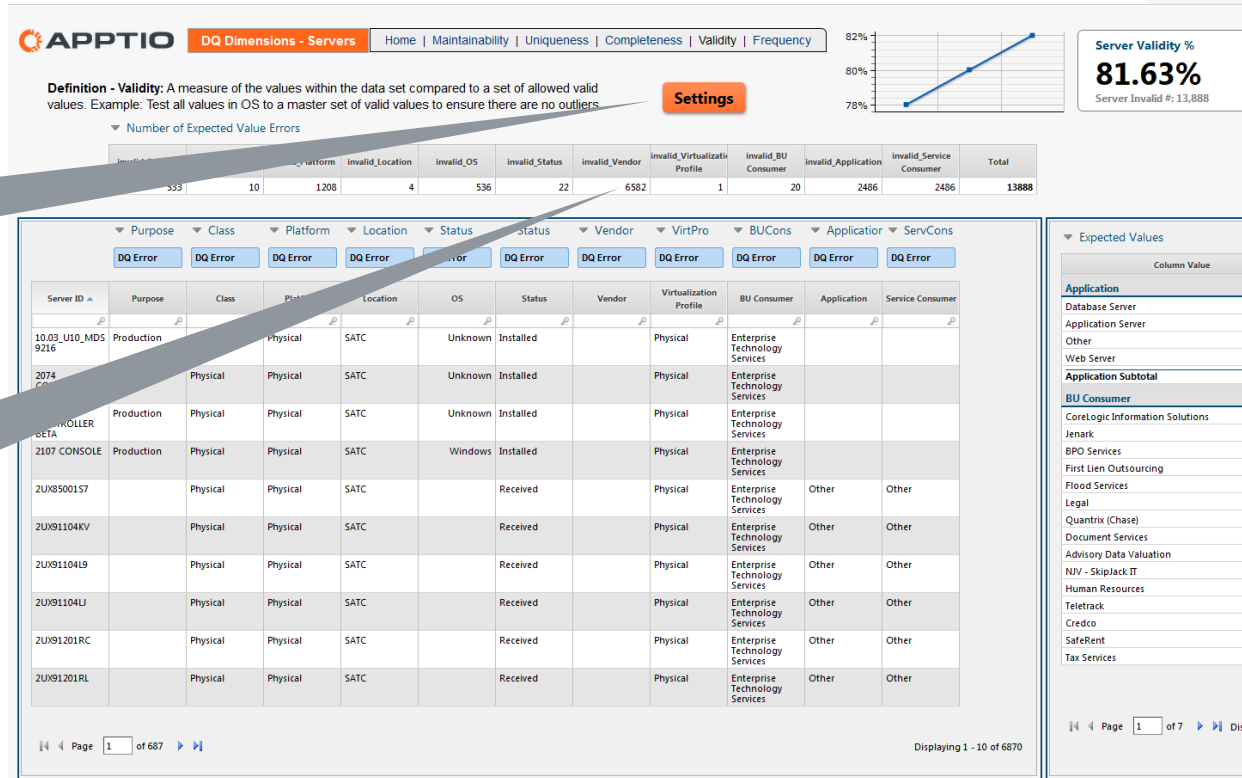 APPTIO
DQ Dimensions - Servers
Home | Maintainability | Uniqueness | Completeness | Validity | Frequency
82%
80%
78%
Server Validity %
81.63%
Server Invalid #: 13,888
Definition - Validity: A measure of the values within the data set compared to a set of allowed valid
values. Example: Test all values in OS to a master set of valid values to ensure there are no outliers
Settings
Number of Expected Value Errors
invalid_Location invalid_OS invalid_Status invalid_Vendor invalid_Virtualizati Profile invalid_BU Consumer invalid_Application invalid_Service Consumer Total
533 10 1208 4 536 22 6582 1 20 2486 2486 13888
Purpose Class Platform Location Status Status Vendor VirtPro BUCons Applicatior ServCons
DQ Error DQ Error DQ Error DQ Error DQ Error DQ Error DQ Error DQ Error DQ Error DQ Error
Server ID Purpose Class Location OS Status Vendor Virtualization Profile BU Consumer Application Service Consumer
10.03_U10_MDS 9216 Production Physical SATC Unknown Installed Physical Enterprise Technology Services
2074 Physical Physical SATC Unknown Installed Physical Enterprise Technology Services
BETA Production Physical Physical SATC Unknown Installed Physical Enterprise Technology Services
2107 CONSOLE Production Physical Physical SATC Windows Installed Physical Enterprise Technology Services
2UX85001S7 Physical Physical SATC Received Physical Enterprise Technology Services Other Other
2UX91104KV Physical Physical SATC Received Physical Enterprise Technology Services Other Other
2UX91104L9 Physical Physical SATC Received Physical Enterprise Technology Services Other Other
2UX91104LJ Physical Physical SATC Received Physical Enterprise Technology Services Other Other
2UX91201RC Physical Physical SATC Received Physical Enterprise Technology Services Other Other
2UX91201RL Physical Physical SATC Received Physical Enterprise Technology Services Other Other
Page 1 of 687
Displaying 1 - 10 of 6870
Expected Values
Column Value
Application
Database Server
Application Server
Other
Web Server
Application Subtotal
BU Consumer
CoreLogic Information Solutions
Jenark
BPO Services
First Lien Outsourcing
Flood Services
Legal
Quantrix (Chase)
Document Services
Advisory Data Valuation
NJV - SkipJack IT
Human Resources
Teletrack
Credco
SafeRent
Tax Services
Page 1 of 7